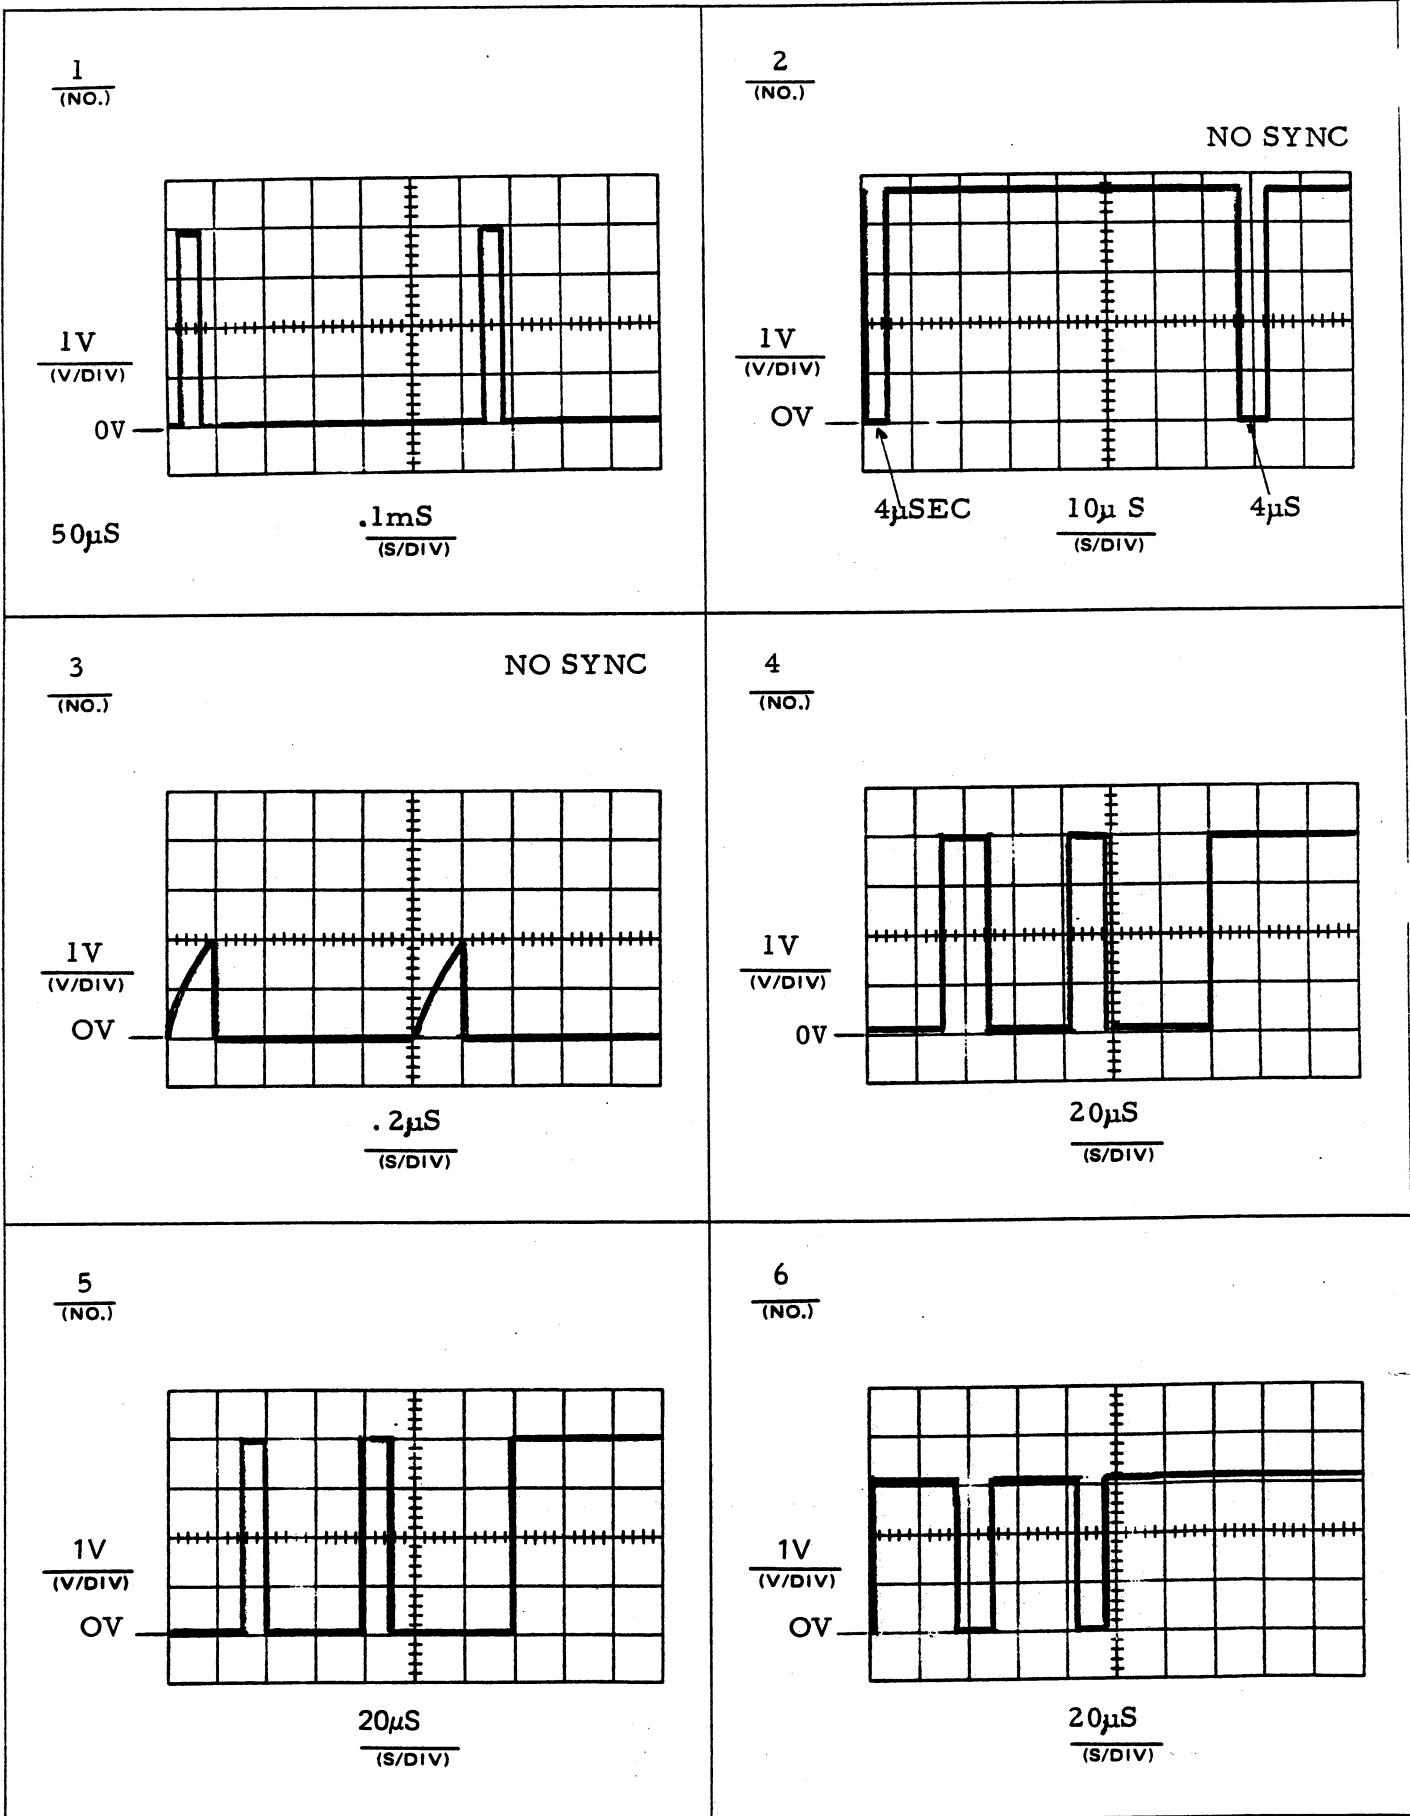 1
(NO.)
1V
(V/DIV)
0V
50µS
.1mS
(S/DIV)
2
(NO.)
NO SYNC
1V
(V/DIV)
OV
4µSEC
10µ S
(S/DIV)
4µS
3
(NO.)
NO SYNC
1V
(V/DIV)
OV
.2µS
(S/DIV)
4
(NO.)
1V
(V/DIV)
0V
20µS
(S/DIV)
5
(NO.)
1V
(V/DIV)
OV
20µS
(S/DIV)
6
(NO.)
1V
(V/DIV)
OV
20µS
(S/DIV)